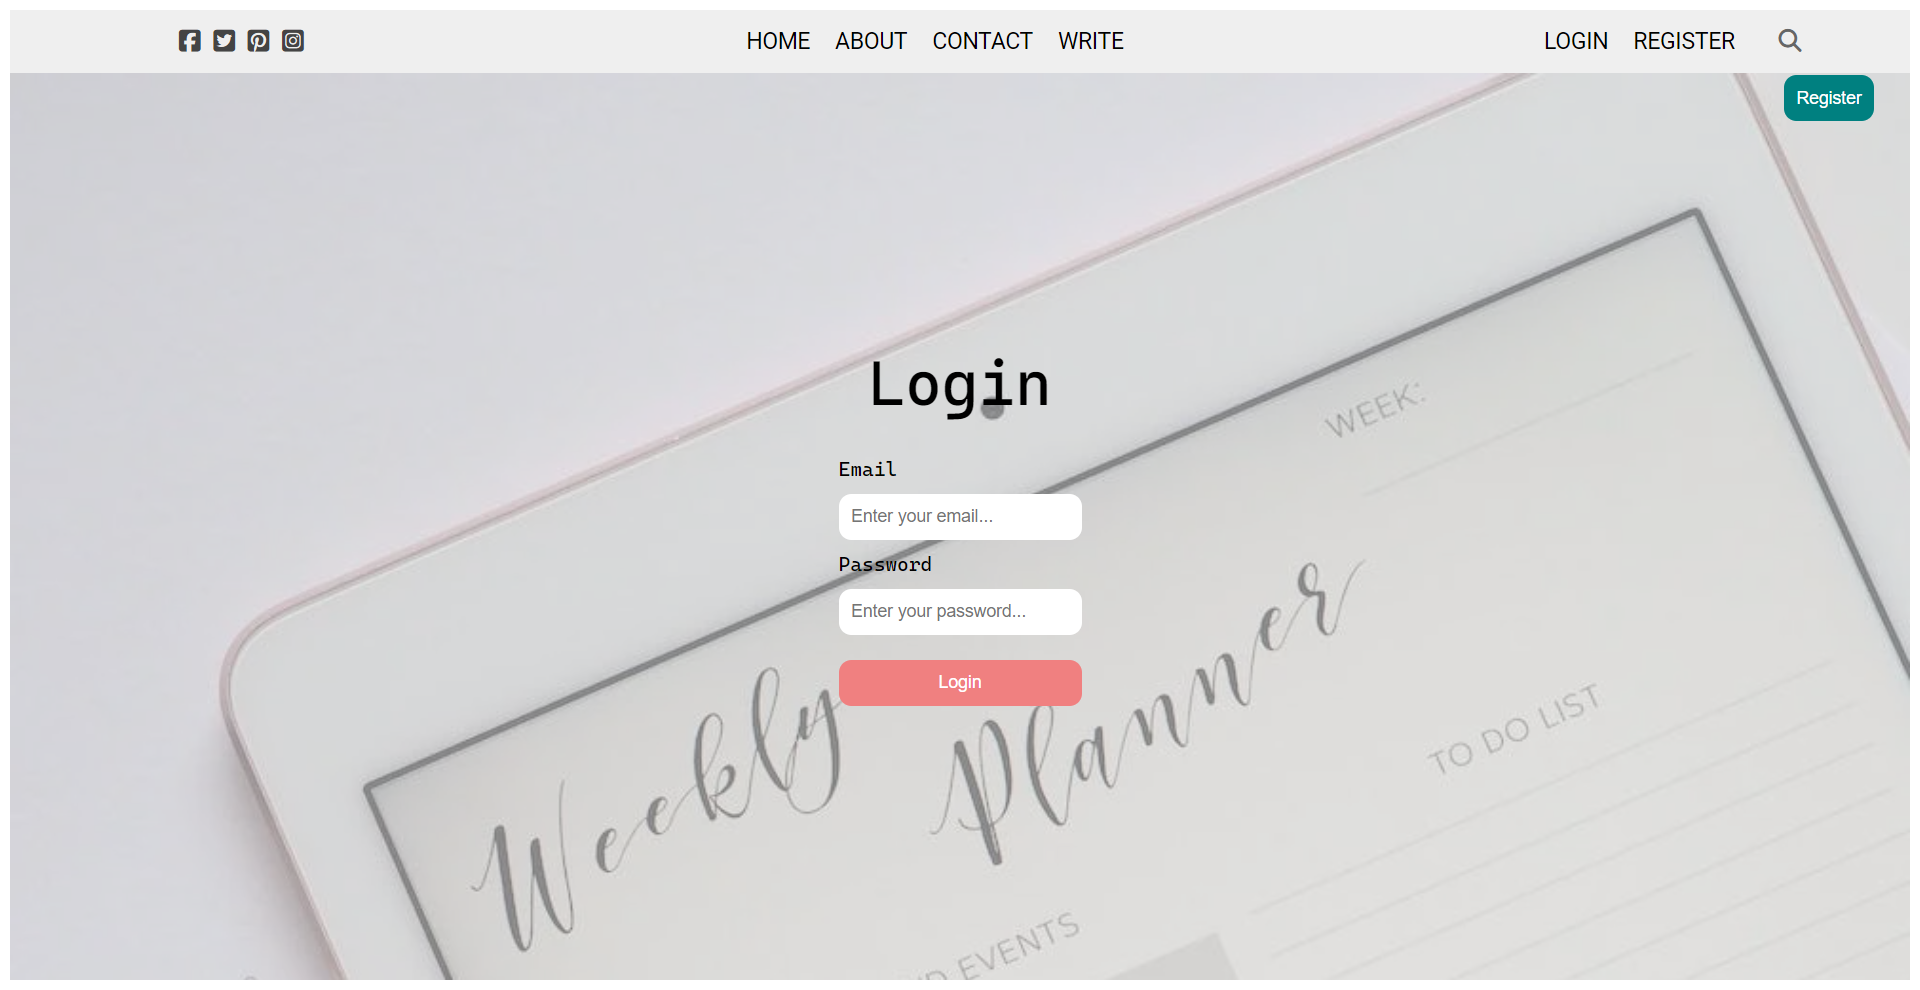 HOME ABOUT CONTACT WRITE LOGIN REGISTER
Register
Login
WEEK:
Email
Enter your email...
Password
Enter your password...
Login
Weekly Planner
TO DO LIST
EVENTS